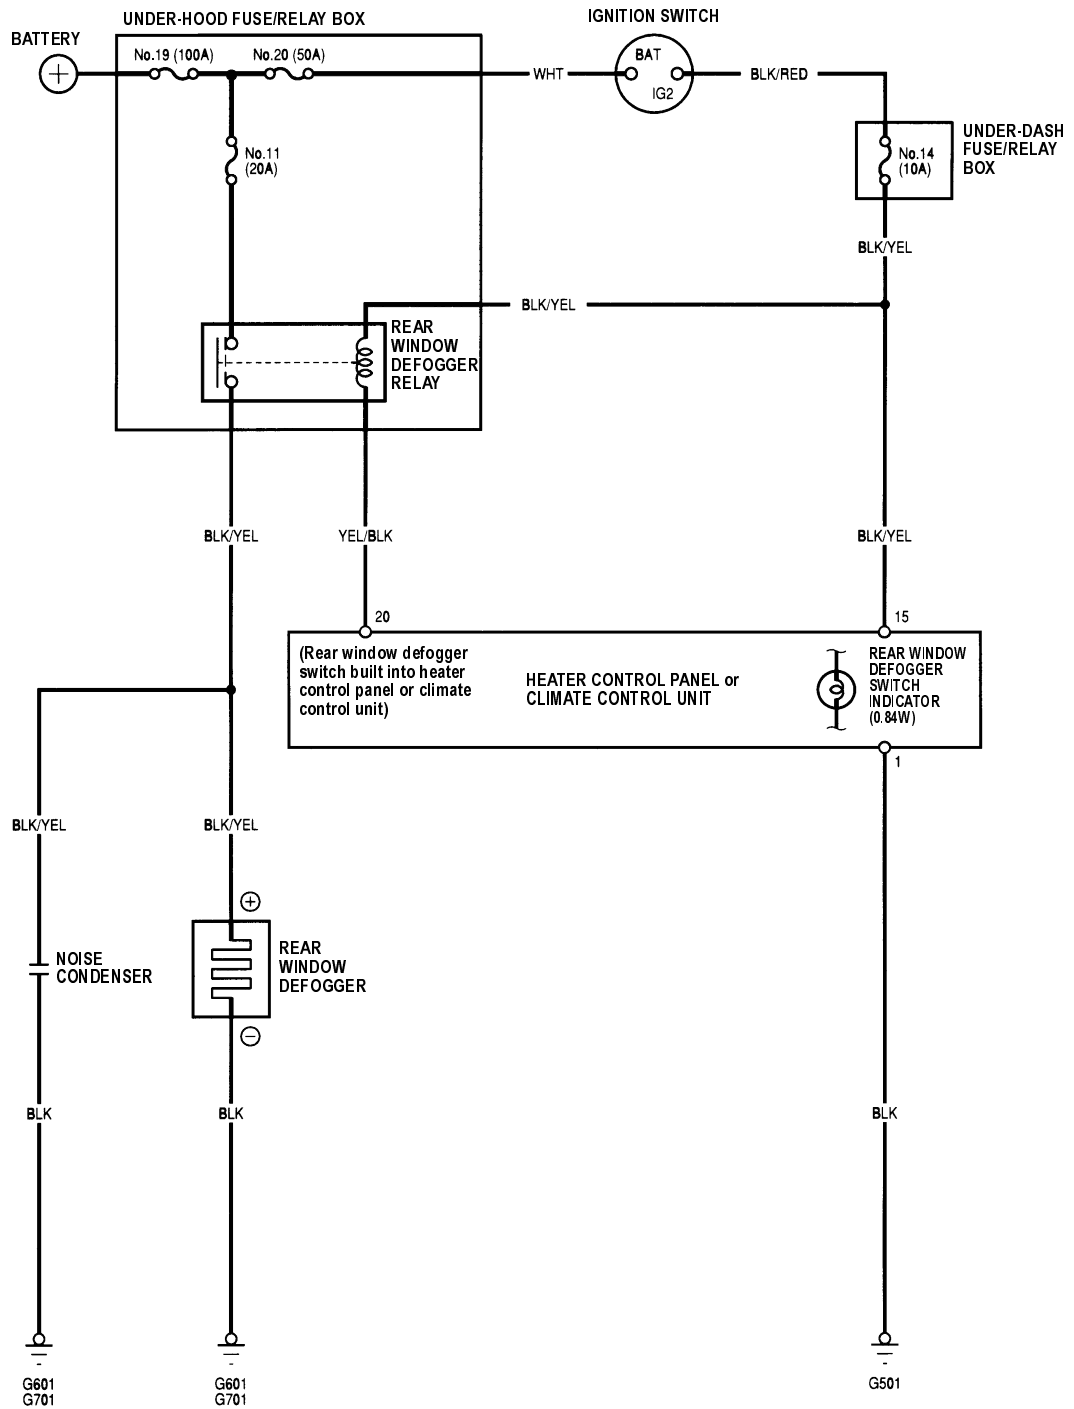 UNDER-HOOD FUSE/RELAY BOX
IGNITION SWITCH
BATTERY
No.19 (100A)
No.20 (50A)
BAT
WHT
BLK/RED
IG2
UNDER-DASH
FUSE/RELAY
BOX
No.14
(10A)
No.11
(20A)
BLK/YEL
BLK/YEL
REAR
WINDOW
DEFOGGER
RELAY
BLK/YEL
YEL/BLK
BLK/YEL
20
15
(Rear window defogger
switch built into heater
control panel or climate
control unit)
HEATER CONTROL PANEL or
CLIMATE CONTROL UNIT
REAR WINDOW
DEFOGGER
SWITCH
INDICATOR
(0.84W)
1
BLK/YEL
BLK/YEL
+
NOISE
CONDENSER
REAR
WINDOW
DEFOGGER
−
BLK
BLK
BLK
G601
G701
G601
G701
G501